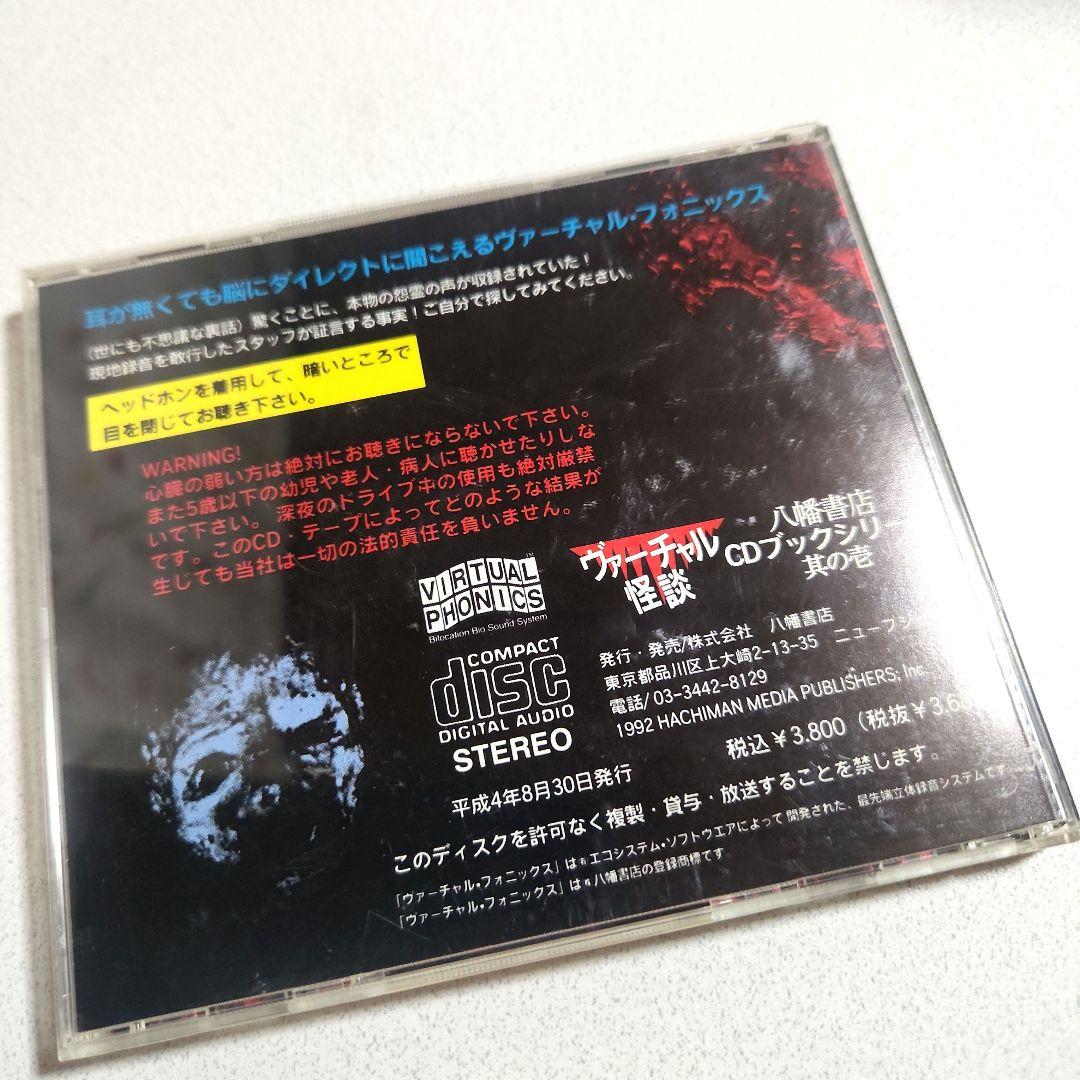 耳が無くても脳にダイレクトに聞こえるヴァーチャル・フォニックス
(世にも不思議な裏話) 驚くことに、本物の怨霊の声が収録されていた!
現地録音を敢行したスタッフが証言する事実!ご自分で探してみてください。
ヘッドホンを着用して、暗いところで
目を閉じてお聴き下さい。
WARNING!
心臓の弱い方は絶対にお聴きにならないで下さい。
また5歳以下の幼児や老人・病人に聴かせたりしな
いで下さい。深夜のドライブ中の使用も絶対厳禁
です。このCD・テープによってどのような結果が
生じても当社は一切の法的責任を負いません。
VIRTUAL
PHONICS
TM
Bilocation Bio Sound System
COMPACT
disc
DIGITAL AUDIO
STEREO
ヴァーチャル
怪談
八幡書店
CDブックシリー
其の壱
発行・発売/株式会社 八幡書店
東京都品川区上大崎2-13-35 ニューフジ
電話/03-3442-8129
1992 HACHIMAN MEDIA PUBLISHERS; Inc.
税込¥3.800(税抜¥3.68
平成4年8月30日発行
このディスクを許可なく複製・貸与・放送することを禁じます。
「ヴァーチャル・フォニックス」は㈲エコシステム・ソフトウエアによって開発された、最先端立体録音システムです
「ヴァーチャル・フォニックス」は㈱八幡書店の登録商標です